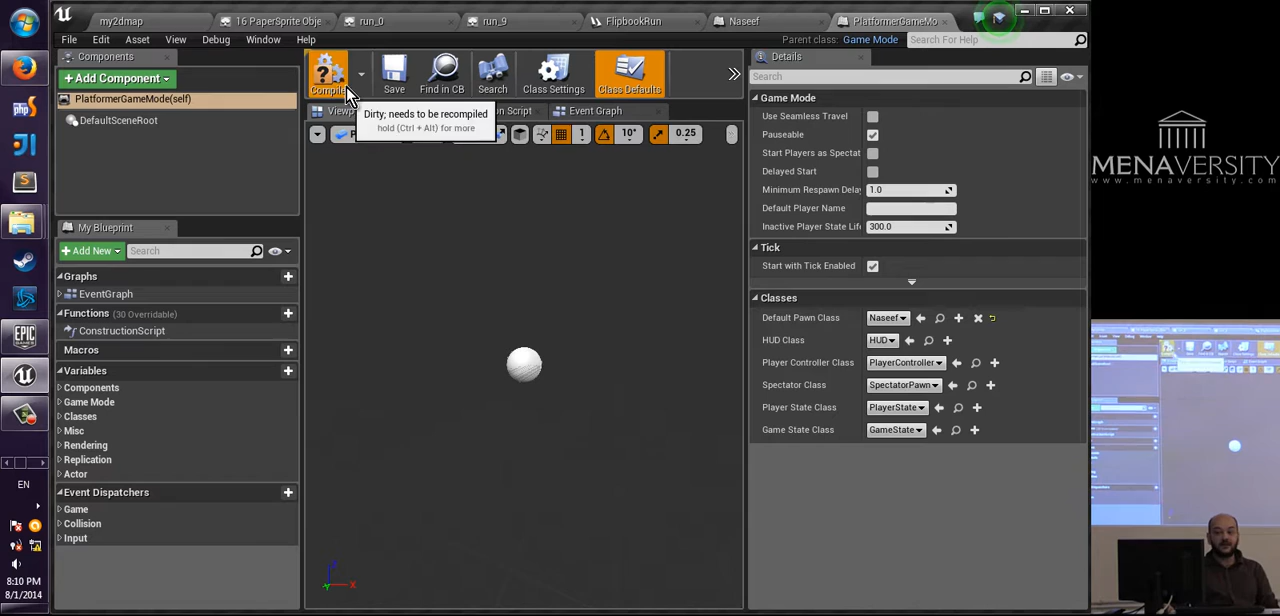 my2dmap
16 PaperSprite Obje
run_0
run_9
FlipbookRun
Naseef
PlatformerGameMo
File Edit Asset View Debug Window Help
Parent class: Game Mode
Search For Help
Components
+Add Component
PlatformerGameMode(self)
DefaultSceneRoot
My Blueprint
+Add New
Search
Graphs
EventGraph
Functions (30 Overridable)
ConstructionScript
Macros
Variables
Components
Game Mode
Classes
Misc
Rendering
Replication
Actor
Event Dispatchers
Game
Collision
Input
Compile
Save
Find in CB
Search
Class Settings
Class Defaults
Viewp
on Script
Event Graph
Dirty; needs to be recompiled
hold (Ctrl + Alt) for more
P
1
10°
0.25
X
Details
Search
Game Mode
Use Seamless Travel
Pauseable
Start Players as Spectat
Delayed Start
Minimum Respawn Delay 1.0
Default Player Name
Inactive Player State Life 300.0
Tick
Start with Tick Enabled
Classes
Default Pawn Class Naseef
HUD Class HUD
Player Controller Class PlayerController
Spectator Class SpectatorPawn
Player State Class PlayerState
Game State Class GameState
php
S
EPIC
GAMES
EN
8:10 PM
8/1/2014
MENAVERSITY
www.menaversity.com